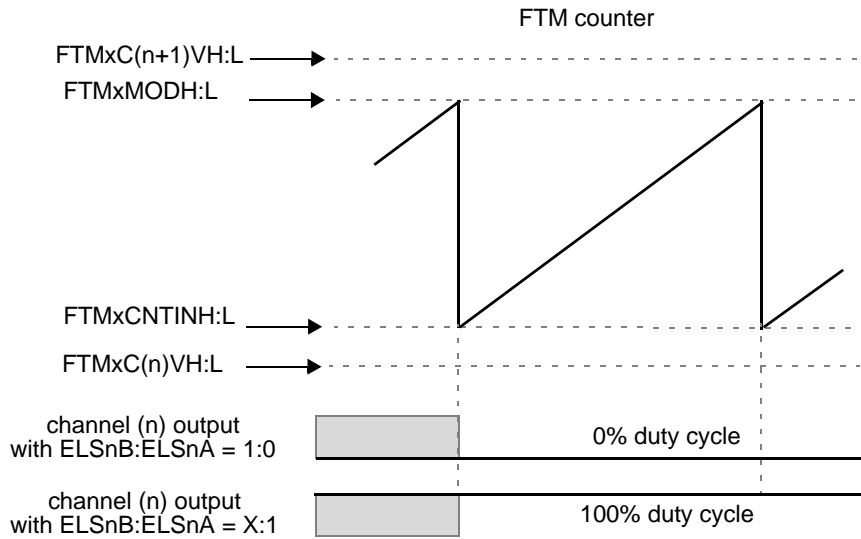 FTM counter
FTMxC(n+1)VH:L
FTMxMODH:L
FTMxCNTINH:L
FTMxC(n)VH:L
channel (n) output
with ELSnB:ELSnA = 1:0
0% duty cycle
channel (n) output
with ELSnB:ELSnA = X:1
100% duty cycle